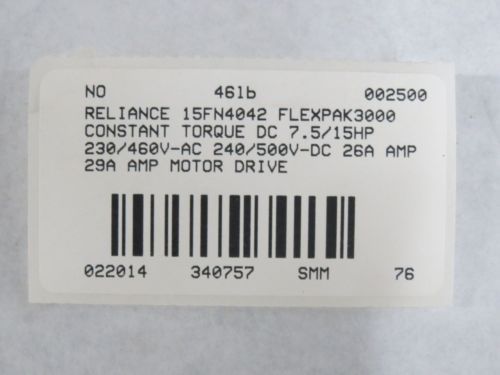 NO 461b 002500
RELIANCE 15FN4042 FLEXPAK3000
CONSTANT TORQUE DC 7.5/15HP
230/460V-AC 240/500V-DC 26A AMP
29A AMP MOTOR DRIVE
022014 340757 SMM 76